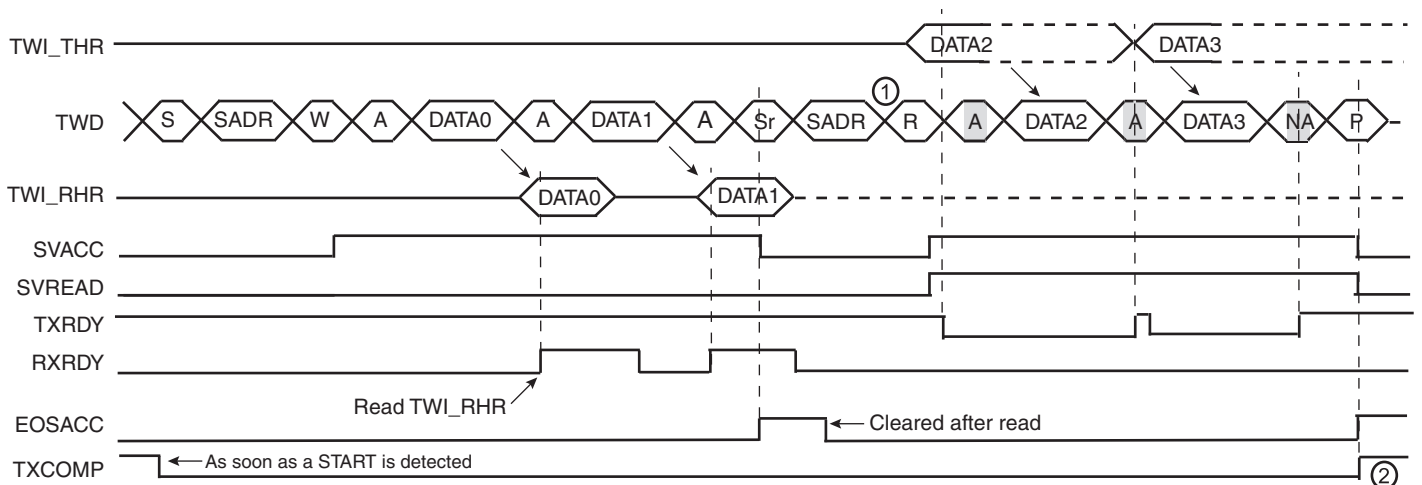 TWI_THR DATA2 DATA3
①
TWD S SADR W A DATA0 A DATA1 A Sr SADR R A DATA2 A DATA3 NA P
TWI_RHR DATA0 DATA1
SVACC
SVREAD
TXRDY
RXRDY
Read TWI_RHR
EOSACC Cleared after read
TXCOMP As soon as a START is detected ②